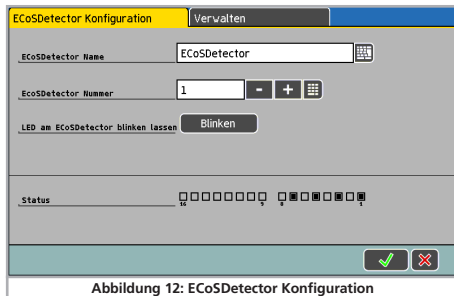 ECoSDetector Konfiguration Verwalten
ECoSDetector Name ECoSDetector
EcoSDetector Nummer 1 - +
LED am ECoSDetector blinken lassen Blinken
Status
16 9 8 1
Abbildung 12: ECoSDetector Konfiguration